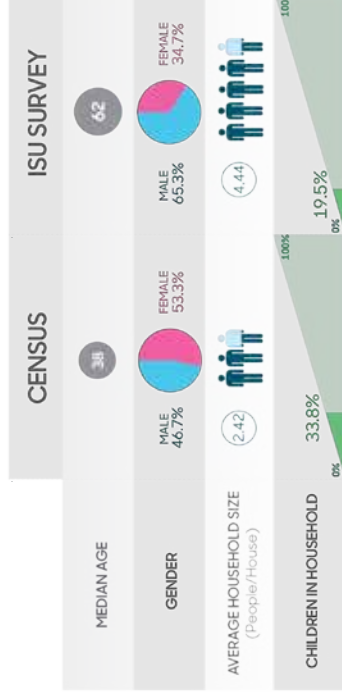 CENSUS
ISU SURVEY
MEDIAN AGE
38
62
GENDER
MALE
46.7%
FEMALE
53.3%
MALE
65.3%
FEMALE
34.7%
AVERAGE HOUSEHOLD SIZE
(People/House)
2.42
4.44
CHILDREN IN HOUSEHOLD
0%
33.8%
100%
0%
19.5%
100